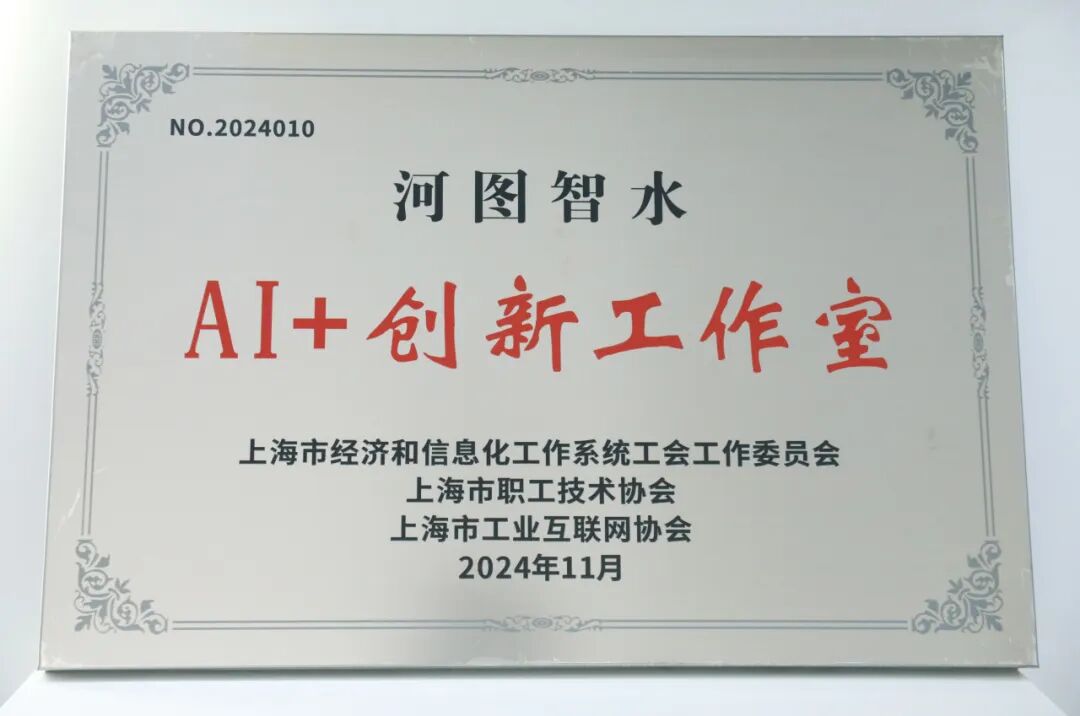 NO.2024010
河图智水
AI+创新工作室
上海市经济和信息化工作系统工会工作委员会
上海市职工技术协会
上海市工业互联网协会
2024年11月